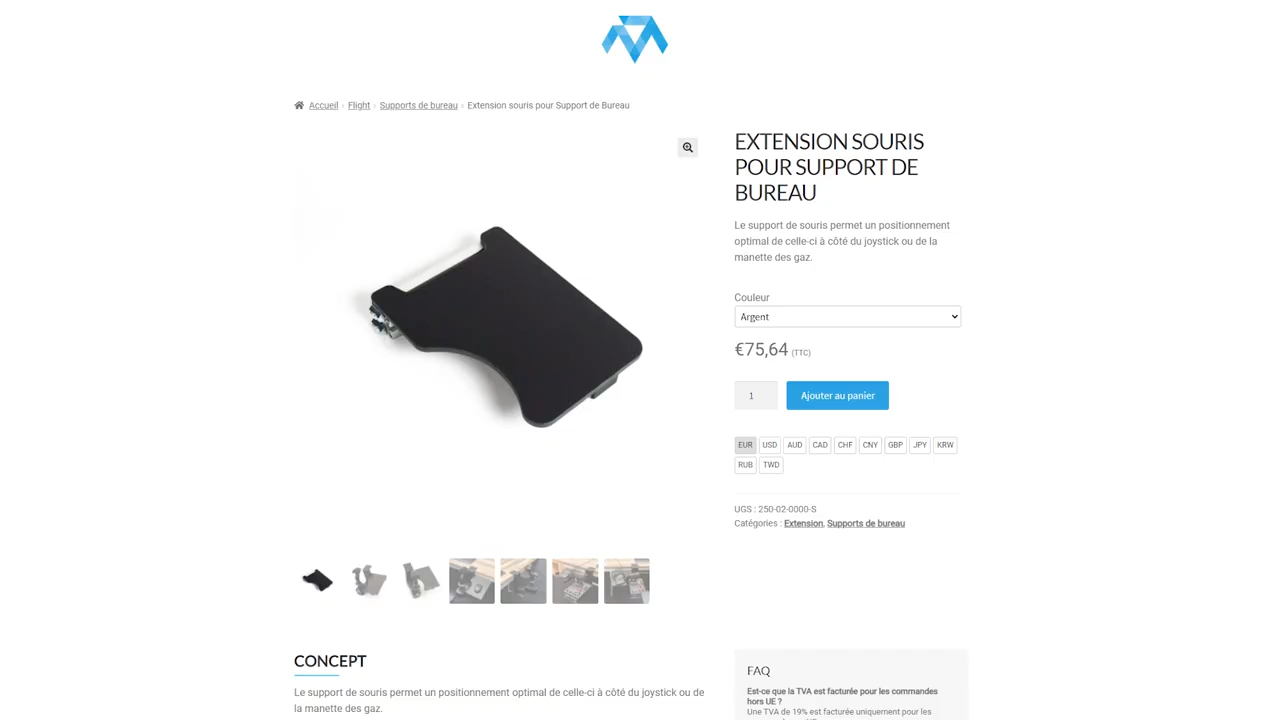 Accueil › Flight › Supports de bureau › Extension souris pour Support de Bureau
EXTENSION SOURIS
POUR SUPPORT DE
BUREAU
Le support de souris permet un positionnement
optimal de celle-ci à côté du joystick ou de la
manette des gaz.
Couleur
Argent
€75,64 (TTC)
1 Ajouter au panier
EUR USD AUD CAD CHF CNY GBP JPY KRW
RUB TWD
UGS : 250-02-0000-S
Catégories : Extension, Supports de bureau
CONCEPT
Le support de souris permet un positionnement optimal de celle-ci à côté du joystick ou de
la manette des gaz.
FAQ
Est-ce que la TVA est facturée pour les commandes
hors UE ?
Une TVA de 19% est facturée uniquement pour les